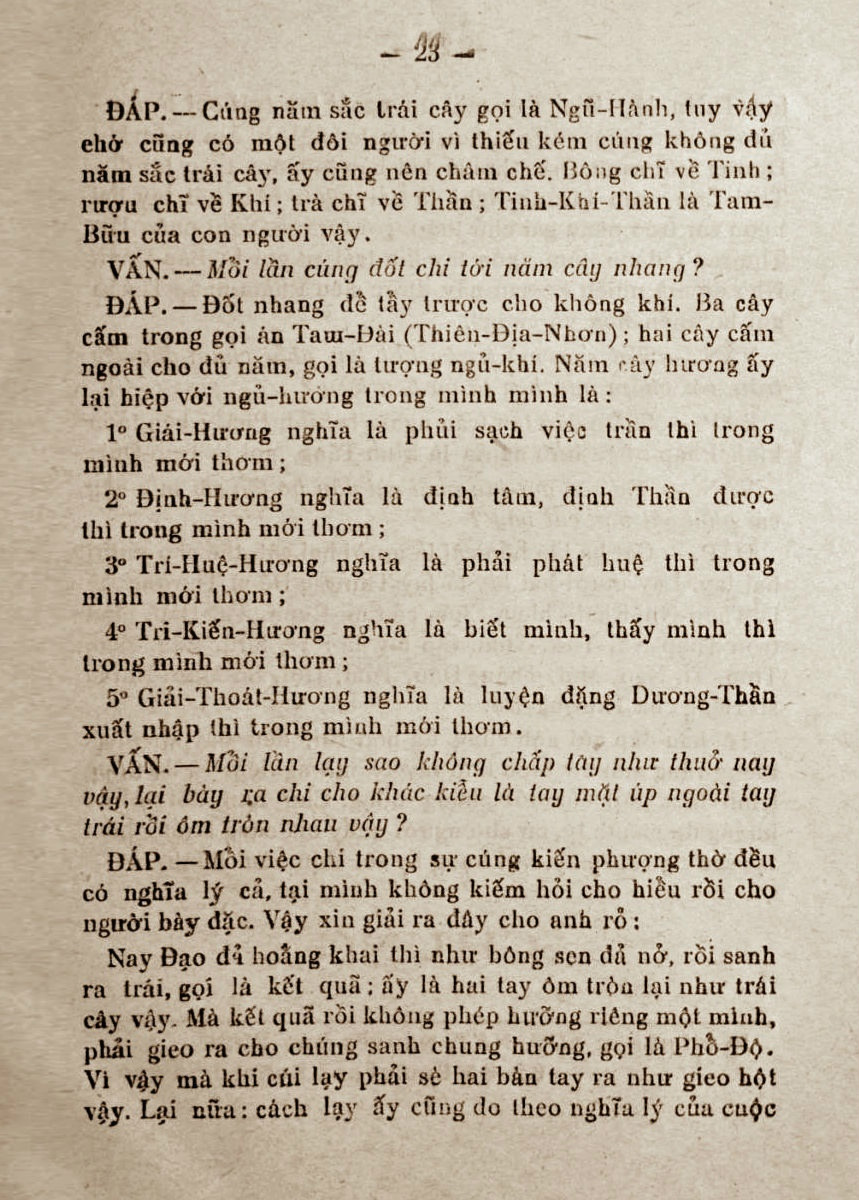 — 23 —
ĐÁP. — Cúng năm sắc trái cây gọi là Ngũ-Hành, tuy vậy
chớ cũng có một đôi người vì thiếu kém cúng không đủ
năm sắc trái cây, ấy cũng nên châm chế. Bông chĩ về Tinh ;
rượu chĩ về Khí ; trà chĩ về Thần ; Tinh-Khí-Thần là Tam-
Bữu của con người vậy.
VẤN. — Mỗi lần cúng đốt chi tới năm cây nhang ?
ĐÁP. — Đốt nhang để tẩy trược cho không khí. Ba cây
cấm trong gọi án Tam-Đài (Thiên-Địa-Nhơn) ; hai cây cấm
ngoài cho đủ năm, gọi là tượng ngủ-khí. Năm cây hương ấy
lại hiệp với ngủ-hương trong mình mình là :
1º Giái-Hương nghĩa là phủi sạch việc trần thì trong
mình mới thơm ;
2º Định-Hương nghĩa là định tâm, định Thần được
thì trong mình mới thơm ;
3º Trí-Huệ-Hương nghĩa là phải phát huệ thì trong
mình mới thơm ;
4º Tri-Kiến-Hương nghĩa là biết mình, thấy mình thì
trong mình mới thơm ;
5º Giải-Thoát-Hương nghĩa là luyện đặng Dương-Thần
xuất nhập thì trong mình mới thơm.
VẤN. — Mỗi lần lạy sao không chấp tay như thuở nay
vậy, lại bày ra chi cho khác kiểu là tay mặt úp ngoài tay
trái rồi ôm tròn nhau vậy ?
ĐÁP. — Mỗi việc chi trong sự cúng kiến phượng thờ đều
có nghĩa lý cả, tại mình không kiếm hỏi cho hiểu rồi cho
người bày đặc. Vậy xin giải ra đây cho anh rỏ :
Nay Đạo đả hoằng khai thì như bông sen đả nở, rồi sanh
ra trái, gọi là kết quã ; ấy là hai tay ôm tròn lại như trái
cây vậy. Mà kết quã rồi không phép hưỡng riêng một mình,
phải gieo ra cho chúng sanh chung hưỡng, gọi là Phổ-Độ.
Vì vậy mà khi cúi lạy phải sè hai bàn tay ra như gieo hột
vậy. Lại nữa : cách lạy ấy cũng do theo nghĩa lý của cuộc